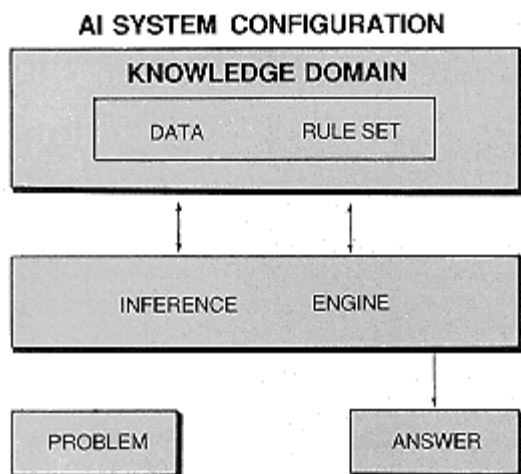 AI SYSTEM CONFIGURATION
KNOWLEDGE DOMAIN
DATA RULE SET
INFERENCE ENGINE
PROBLEM ANSWER